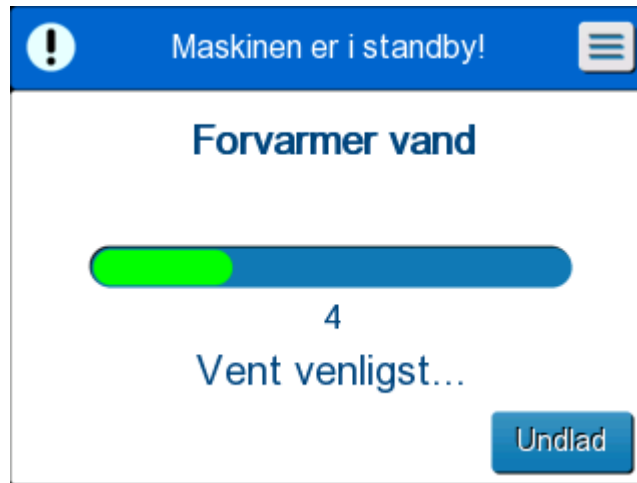 Maskinen er i standby!
Forvarmer vand
4
Vent venligst...
Undlad